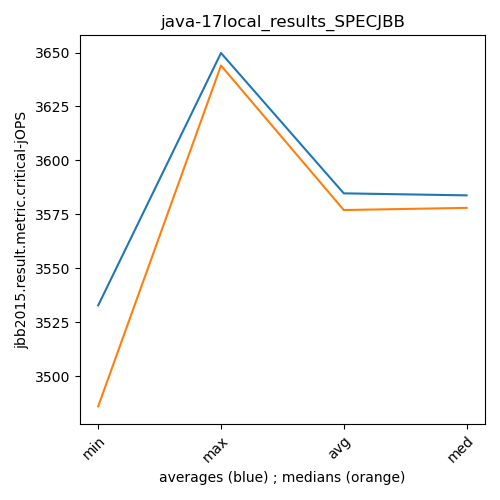 java-17local_results_SPECJBB
jbb2015.result.metric.critical-jOPS
3650
3625
3600
3575
3550
3525
3500
min
max
avg
med
averages (blue) ; medians (orange)